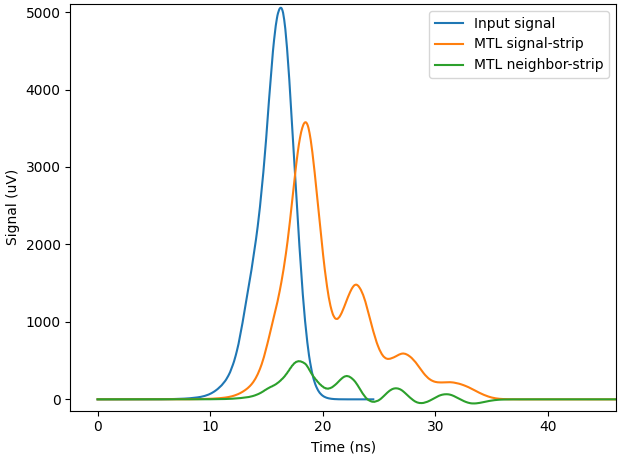 5000
4000
3000
2000
1000
0
Signal (uV)
Input signal
MTL signal-strip
MTL neighbor-strip
0 10 20 30 40
Time (ns)